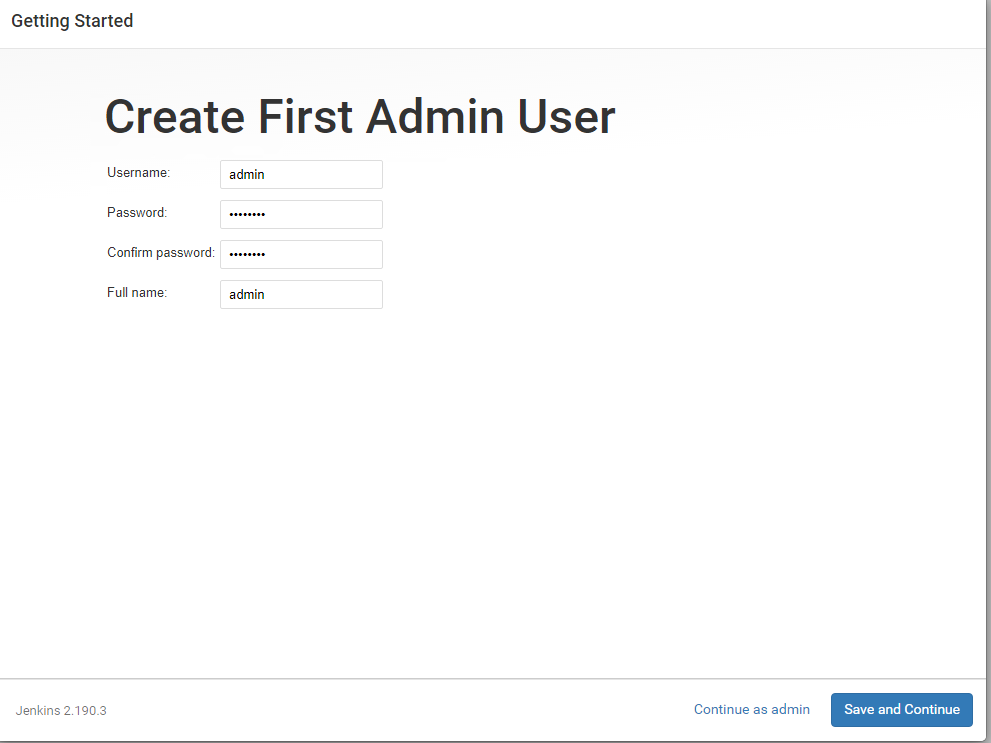 Getting Started
Create First Admin User
Username: admin
Password: ••••••••
Confirm password: ••••••••
Full name: admin
Jenkins 2.190.3 Continue as admin Save and Continue